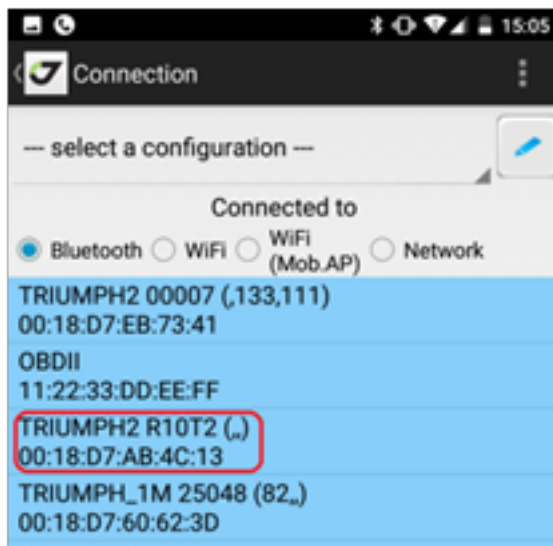 15:05
Connection
--- select a configuration ---
Connected to
Bluetooth WiFi WiFi (Mob.AP) Network
TRIUMPH2 00007 (,133,111)
00:18:D7:EB:73:41
OBDII
11:22:33:DD:EE:FF
TRIUMPH2 R10T2 (,,)
00:18:D7:AB:4C:13
TRIUMPH_1M 25048 (82,,)
00:18:D7:60:62:3D